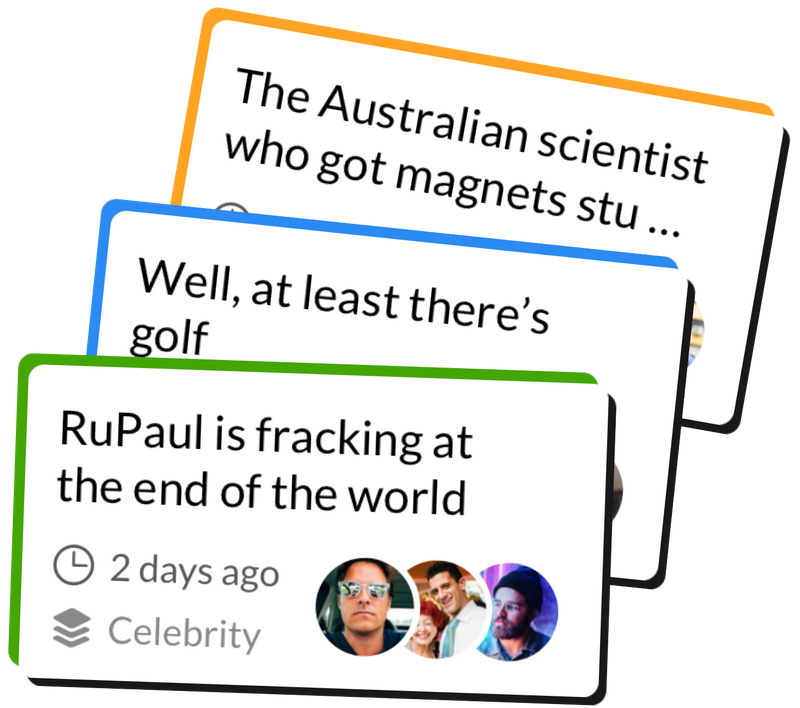 The Australian scientist
who got magnets stu ...
Well, at least there’s
golf
RuPaul is fracking at
the end of the world
2 days ago
Celebrity